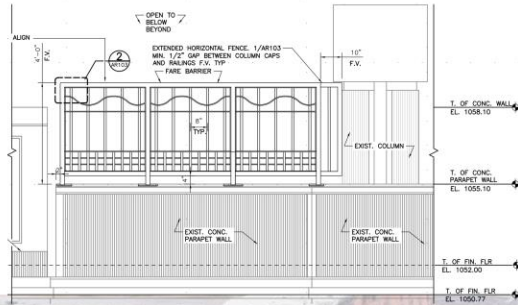 OPEN TO
BELOW
BEYOND
ALIGN
2
AR103
EXTENDED HORIZONTAL FENCE. 1/AR103
MIN. 1/2" GAP BETWEEN COLUMN CAPS
AND RAILINGS F.V. TYP
FARE BARRIER
10"
F.V.
4'-0"
F.V.
6"
TYP.
EXIST. COLUMN
T. OF CONC. WALL
EL. 1058.10
4"
T. OF CONC.
PARAPET WALL
EL. 1055.10
EXIST. CONC.
PARAPET WALL
EXIST. CONC.
PARAPET WALL
T. OF FIN. FLR
EL. 1052.00
T. OF FIN. FLR
EL. 1050.77